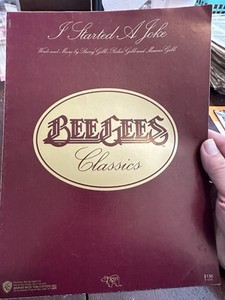 I Started A Joke
Words and Music by Barry Gibb, Robin Gibb and Maurice Gibb
BEE GEES
Classics